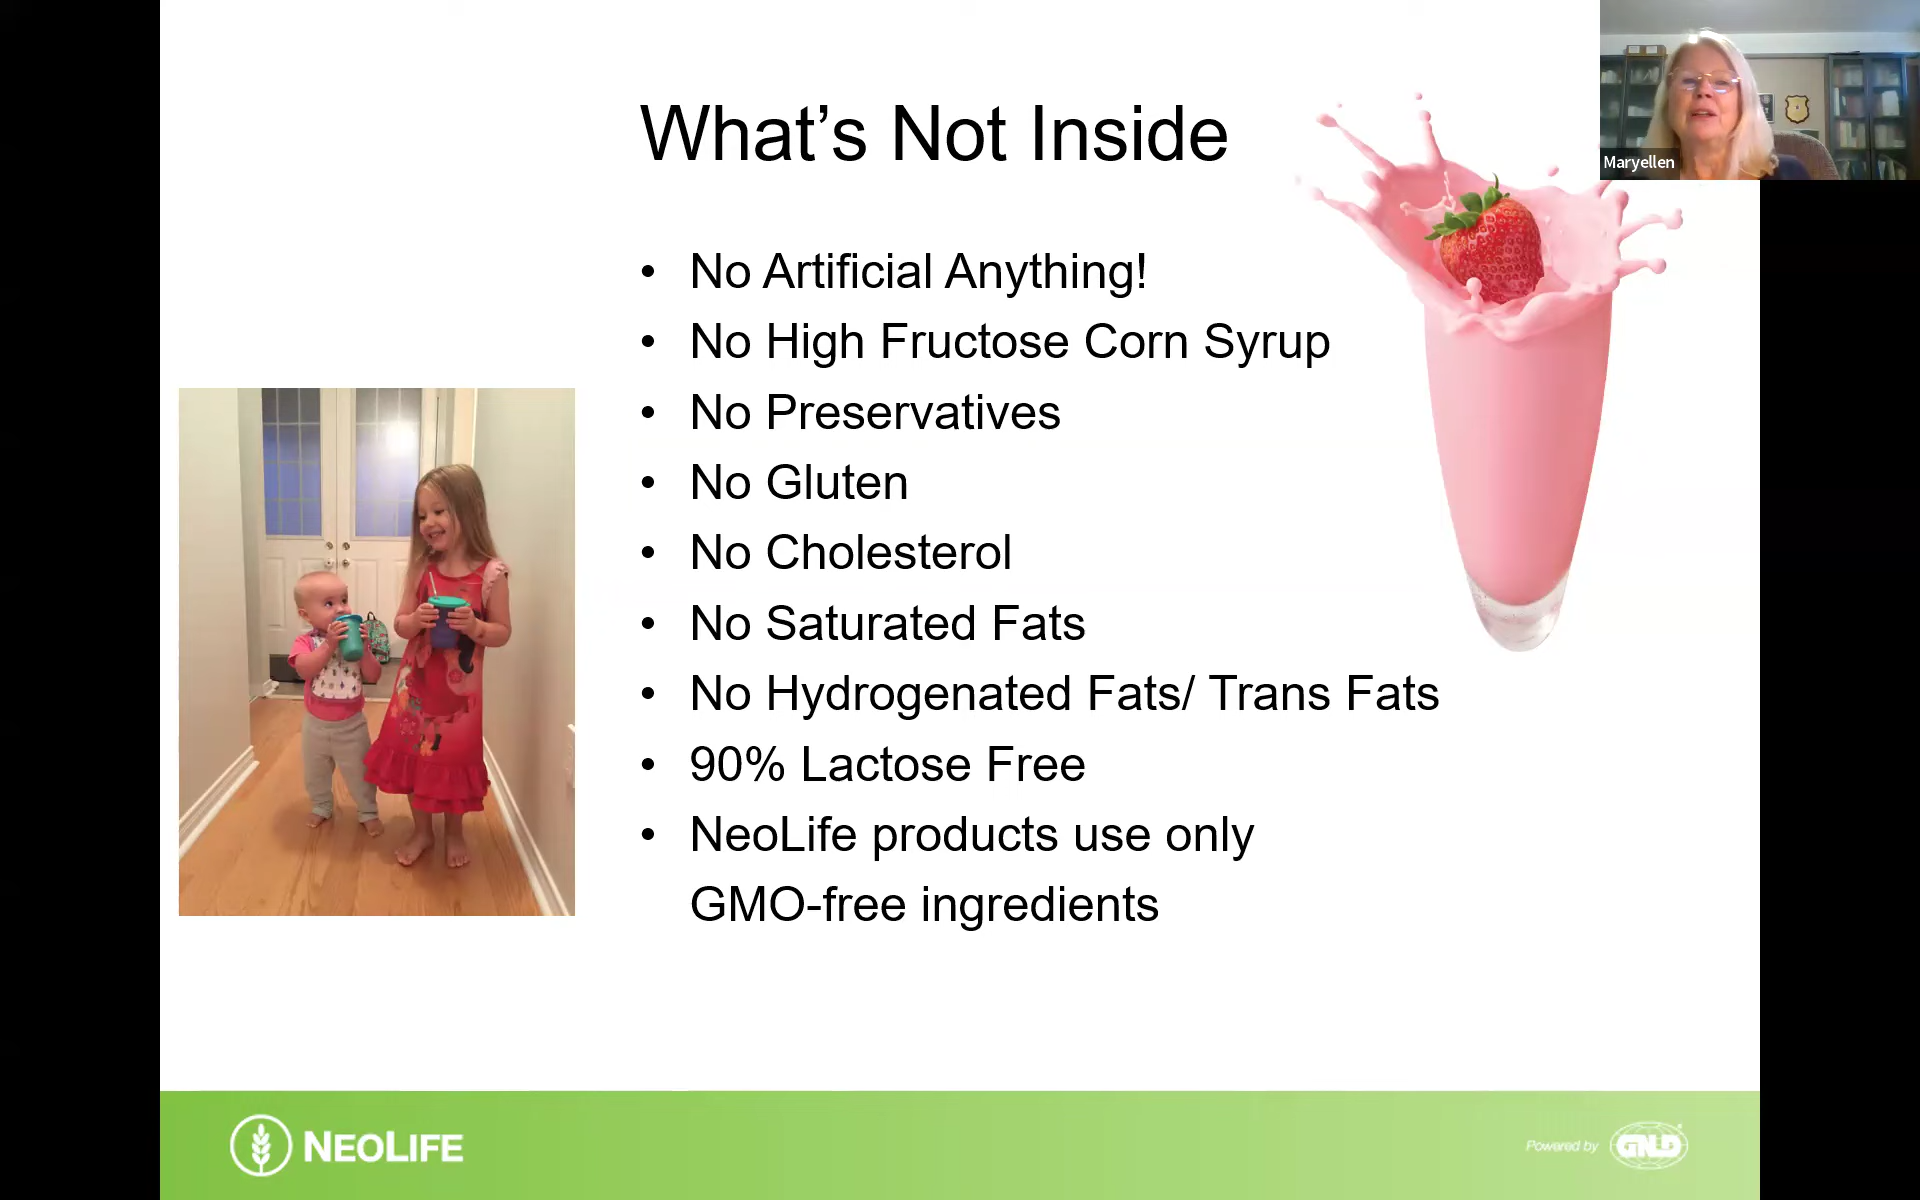 What’s Not Inside
Maryellen
• No Artificial Anything!
• No High Fructose Corn Syrup
• No Preservatives
• No Gluten
• No Cholesterol
• No Saturated Fats
• No Hydrogenated Fats/ Trans Fats
• 90% Lactose Free
• NeoLife products use only
GMO-free ingredients
NEOLIFE
Powered by GNLD